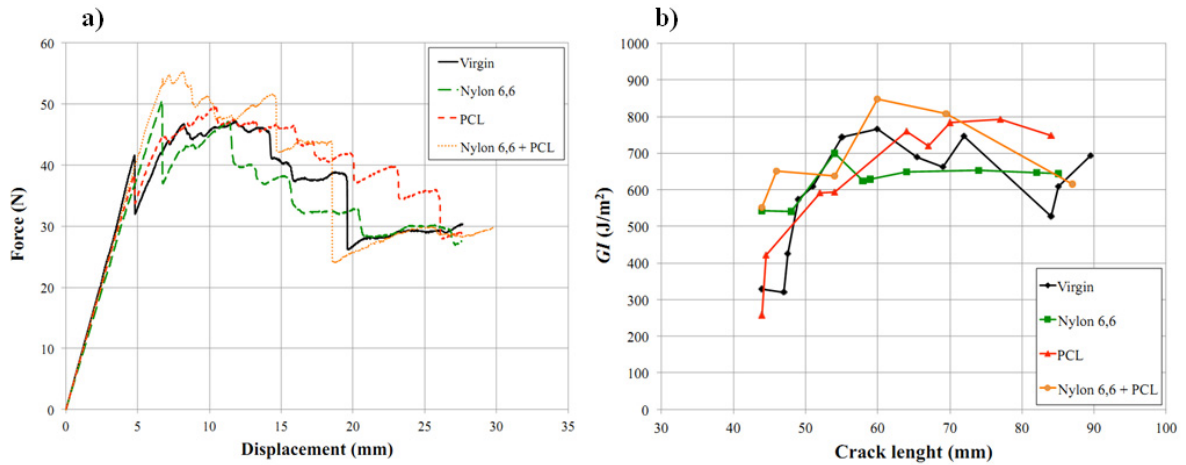 a)
60
50
40
30
20
10
0
Force (N)
0 5 10 15 20 25 30 35
Displacement (mm)
Virgin
Nylon 6,6
PCL
Nylon 6,6 + PCL
b)
1000
900
800
700
600
500
400
300
200
100
0
GI (J/m²)
30 40 50 60 70 80 90 100
Crack lenght (mm)
Virgin
Nylon 6,6
PCL
Nylon 6,6 + PCL